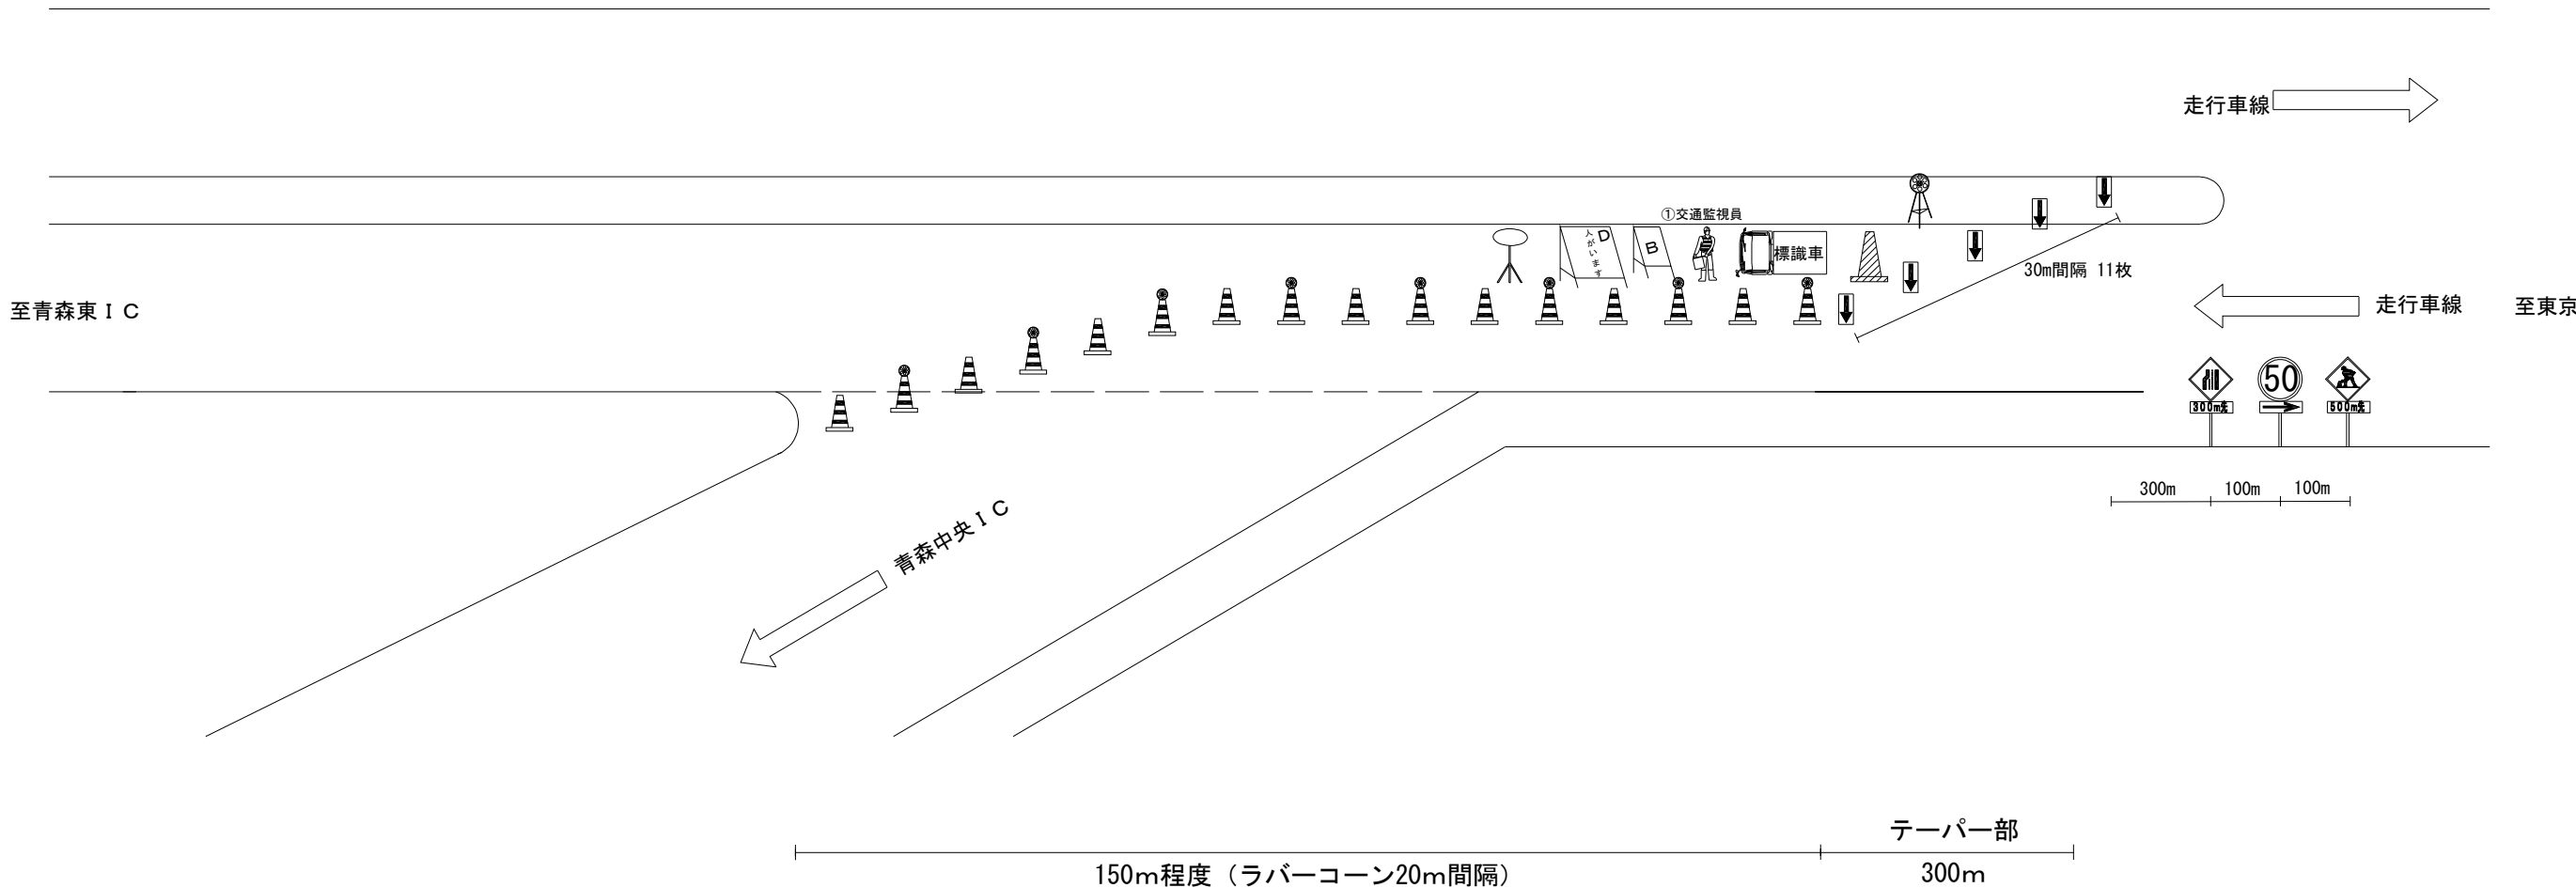 走行車線
①交通監視員
人がいます
D
B
標識車
30m間隔 11枚
至青森東ＩＣ
走行車線
至東京
50
300m先
500m先
300m
100m
100m
青森中央ＩＣ
テーパー部
150m程度（ラバーコーン20m間隔）
300m